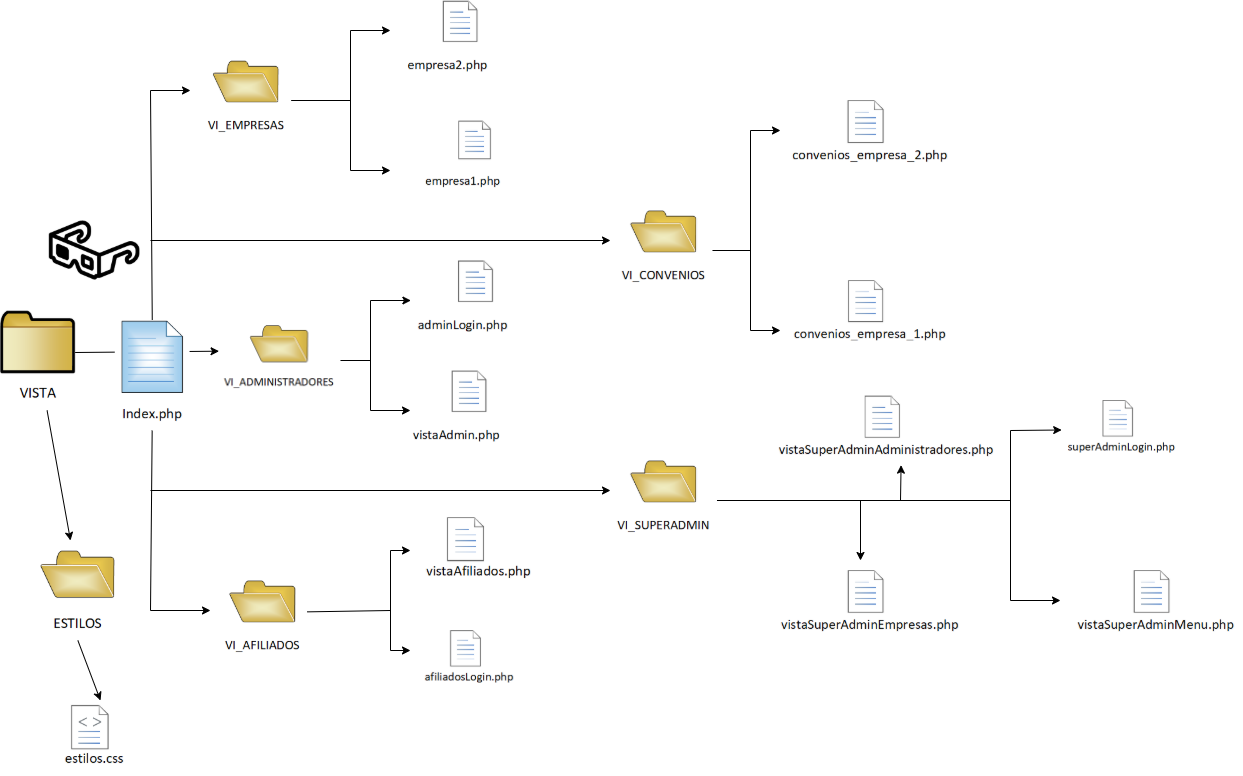 empresa2.php
VI_EMPRESAS
convenios_empresa_2.php
empresa1.php
VI_CONVENIOS
adminLogin.php
convenios_empresa_1.php
VI_ADMINISTRADORES
VISTA
Index.php
vistaAdmin.php
superAdminLogin.php
vistaSuperAdminAdministradores.php
VI_SUPERADMIN
vistaAfiliados.php
ESTILOS
vistaSuperAdminEmpresas.php
vistaSuperAdminMenu.php
VI_AFILIADOS
afiliadosLogin.php
<>
estilos.css